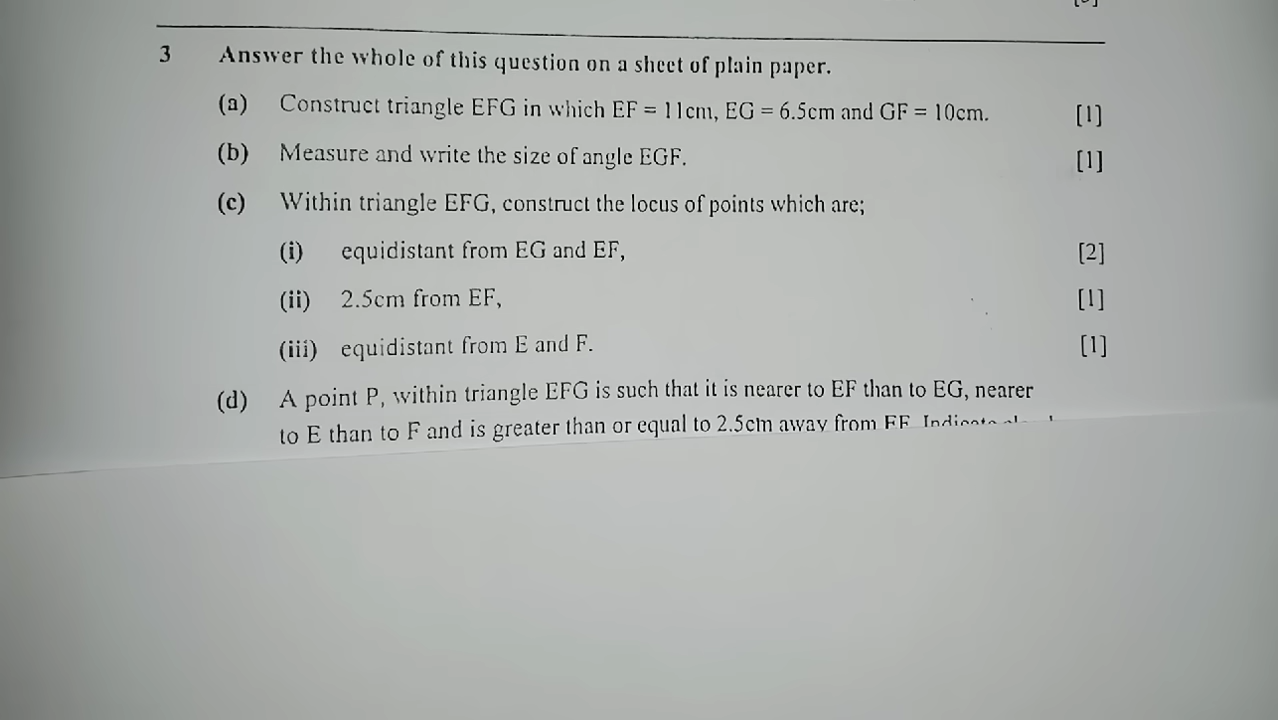 3 Answer the whole of this question on a sheet of plain paper.
(a) Construct triangle EFG in which EF = 11cm, EG = 6.5cm and GF = 10cm. [1]
(b) Measure and write the size of angle EGF. [1]
(c) Within triangle EFG, construct the locus of points which are;
(i) equidistant from EG and EF, [2]
(ii) 2.5cm from EF, [1]
(iii) equidistant from E and F. [1]
(d) A point P, within triangle EFG is such that it is nearer to EF than to EG, nearer
to E than to F and is greater than or equal to 2.5cm away from EF. Indicate